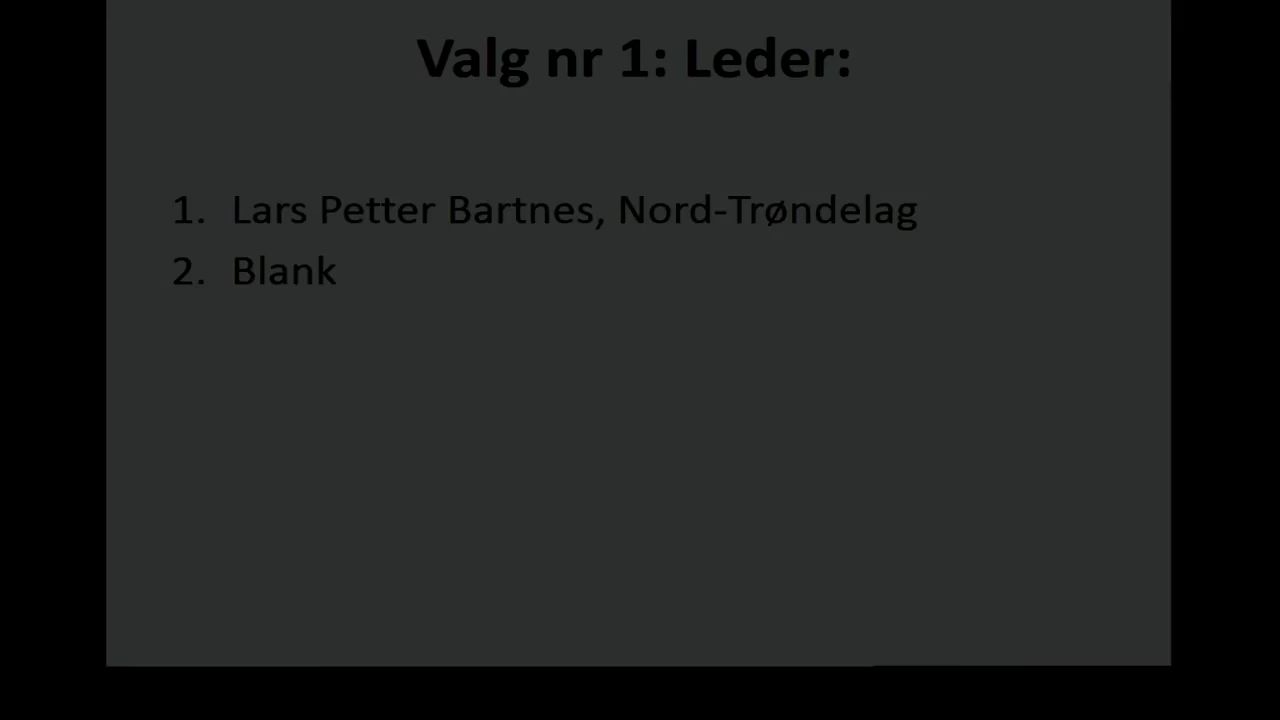 Valg nr 1: Leder:
1. Lars Petter Bartnes, Nord-Trøndelag
2. Blank